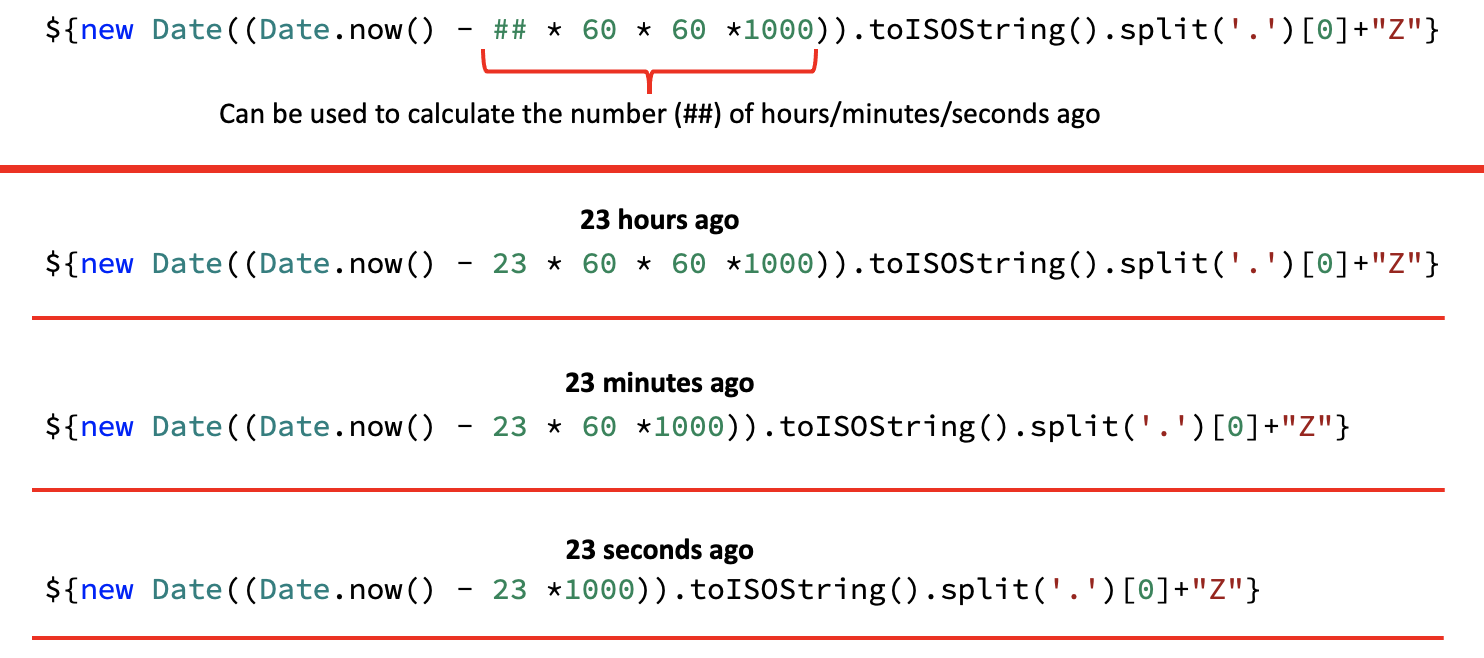 ${new Date((Date.now() - ## * 60 * 60 *1000)).toISOString().split('.')[0]+"Z"}
Can be used to calculate the number (##) of hours/minutes/seconds ago
23 hours ago
${new Date((Date.now() - 23 * 60 * 60 *1000)).toISOString().split('.')[0]+"Z"}
23 minutes ago
${new Date((Date.now() - 23 * 60 *1000)).toISOString().split('.')[0]+"Z"}
23 seconds ago
${new Date((Date.now() - 23 *1000)).toISOString().split('.')[0]+"Z"}